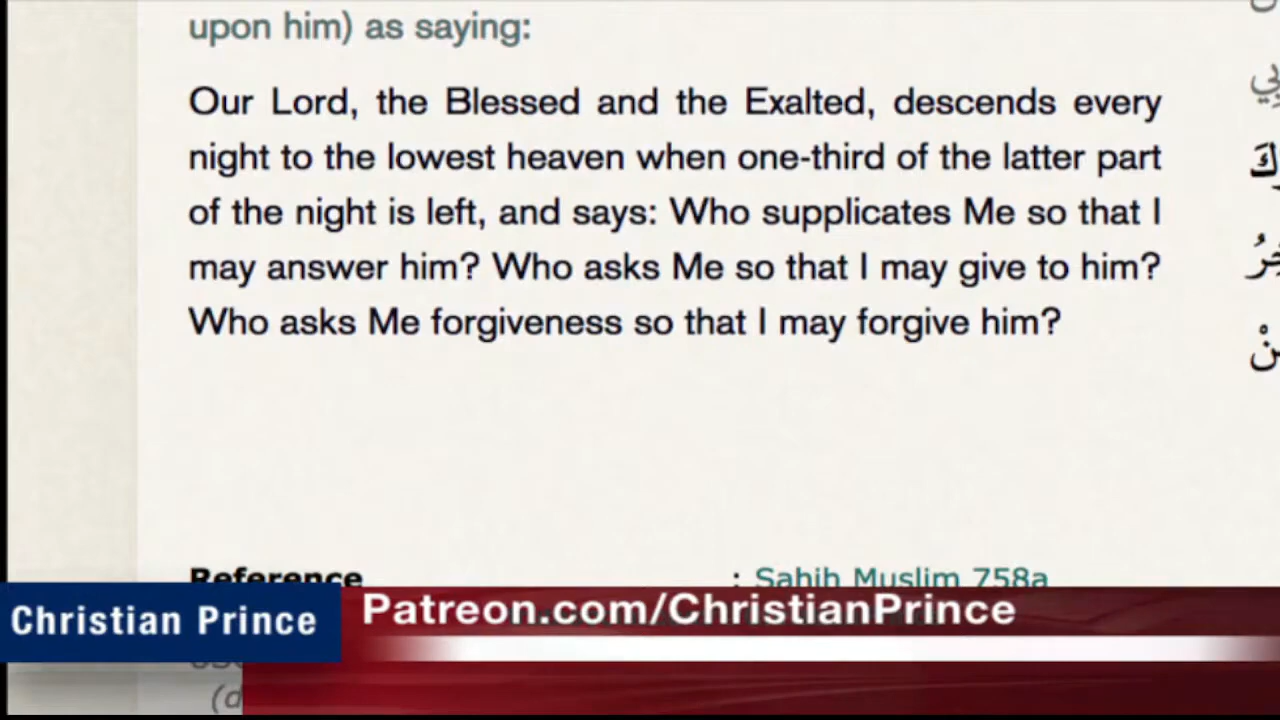 upon him) as saying:
Our Lord, the Blessed and the Exalted, descends every
night to the lowest heaven when one-third of the latter part
of the night is left, and says: Who supplicates Me so that I
may answer him? Who asks Me so that I may give to him?
Who asks Me forgiveness so that I may forgive him?
Reference : Sahih Muslim 758a
Christian Prince
Patreon.com/ChristianPrince